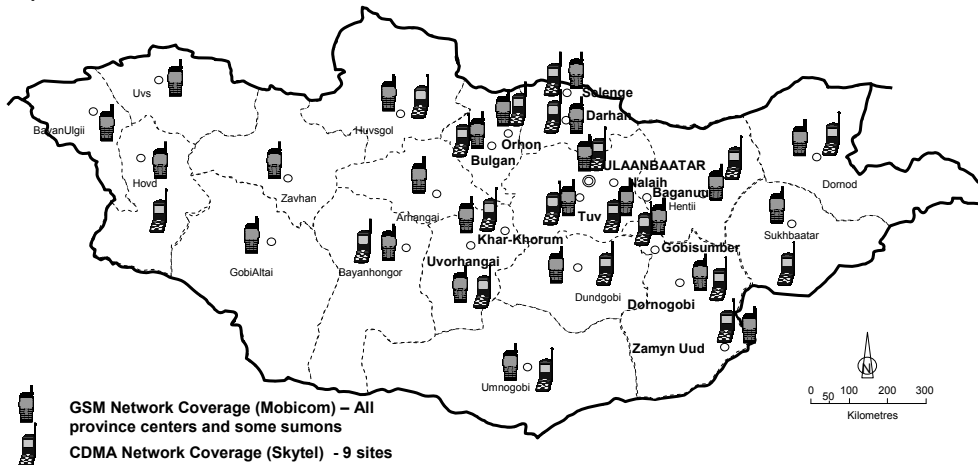 Uvs
BayanUlgii
Hovd
Huvsgol
Zavhan
GobiAltai
Arhangai
Bayanhongor
Selenge
Darhan
Orhon
Bulgan
ULAANBAATAR
Nalaih
Baganuur
Hentii
Tuv
Khar-Khorum
Uvorhangai
Gobisumber
Dundgobi
Dornogobi
Zamyn Uud
Umnogobi
Dornod
Sukhbaatar
N
0 50 100 200 300
Kilometres
GSM Network Coverage (Mobicom) – All
province centers and some sumons
CDMA Network Coverage (Skytel) - 9 sites